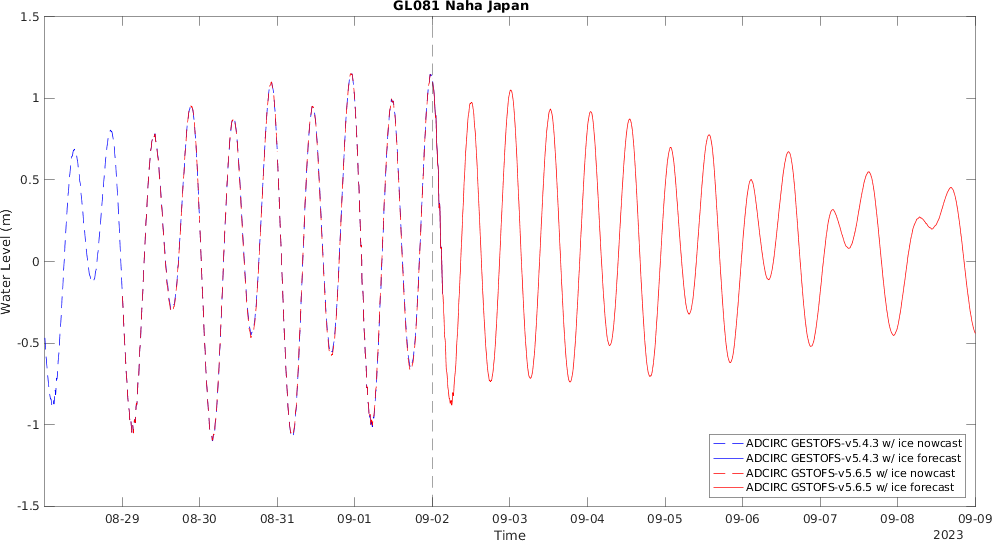 GL081 Naha Japan
1.5
1
0.5
0
-0.5
-1
-1.5
Water Level (m)
08-29 08-30 08-31 09-01 09-02 09-03 09-04 09-05 09-06 09-07 09-08 09-09
Time
2023
ADCIRC GESTOFS-v5.4.3 w/ ice nowcast
ADCIRC GESTOFS-v5.4.3 w/ ice forecast
ADCIRC GSTOFS-v5.6.5 w/ ice nowcast
ADCIRC GSTOFS-v5.6.5 w/ ice forecast